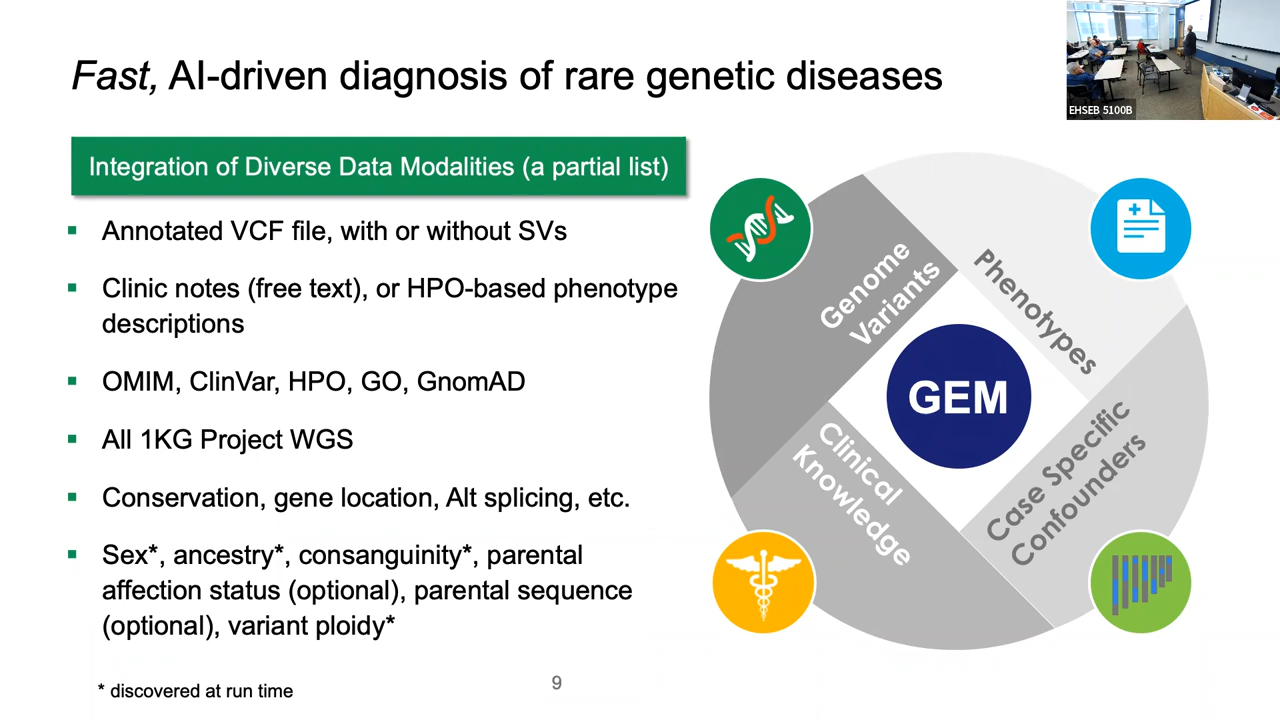 Fast, AI-driven diagnosis of rare genetic diseases
EHSEB 5100B
Integration of Diverse Data Modalities (a partial list)
▪ Annotated VCF file, with or without SVs
▪ Clinic notes (free text), or HPO-based phenotype
descriptions
▪ OMIM, ClinVar, HPO, GO, GnomAD
▪ All 1KG Project WGS
▪ Conservation, gene location, Alt splicing, etc.
▪ Sex*, ancestry*, consanguinity*, parental
affection status (optional), parental sequence
(optional), variant ploidy*
* discovered at run time
9
Genome
Variants
Phenotypes
GEM
Clinical
Knowledge
Case Specific
Confounders